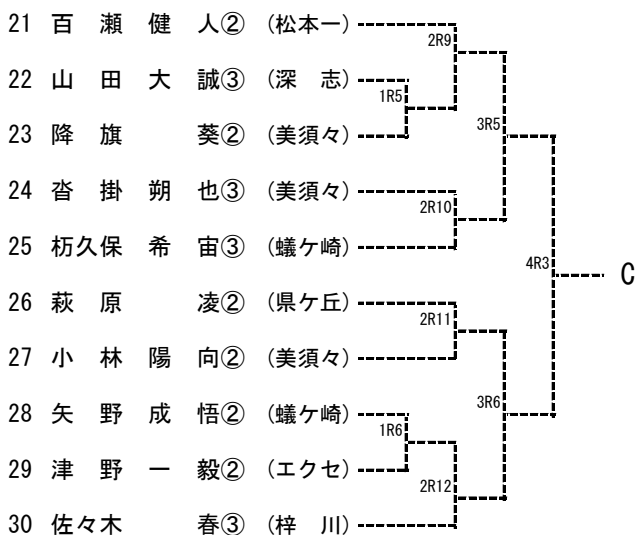 21 百瀬健人② (松本一)
2R9
22 山田大誠③ (深志)
1R5
23 降旗葵② (美須々)
3R5
24 沓掛朔也③ (美須々)
2R10
25 栃久保希宙③ (蟻ケ崎)
4R3
C
26 萩原凌② (県ケ丘)
2R11
27 小林陽向② (美須々)
3R6
28 矢野成悟② (蟻ケ崎)
1R6
29 津野一毅② (エクセ)
2R12
30 佐々木春③ (梓川)